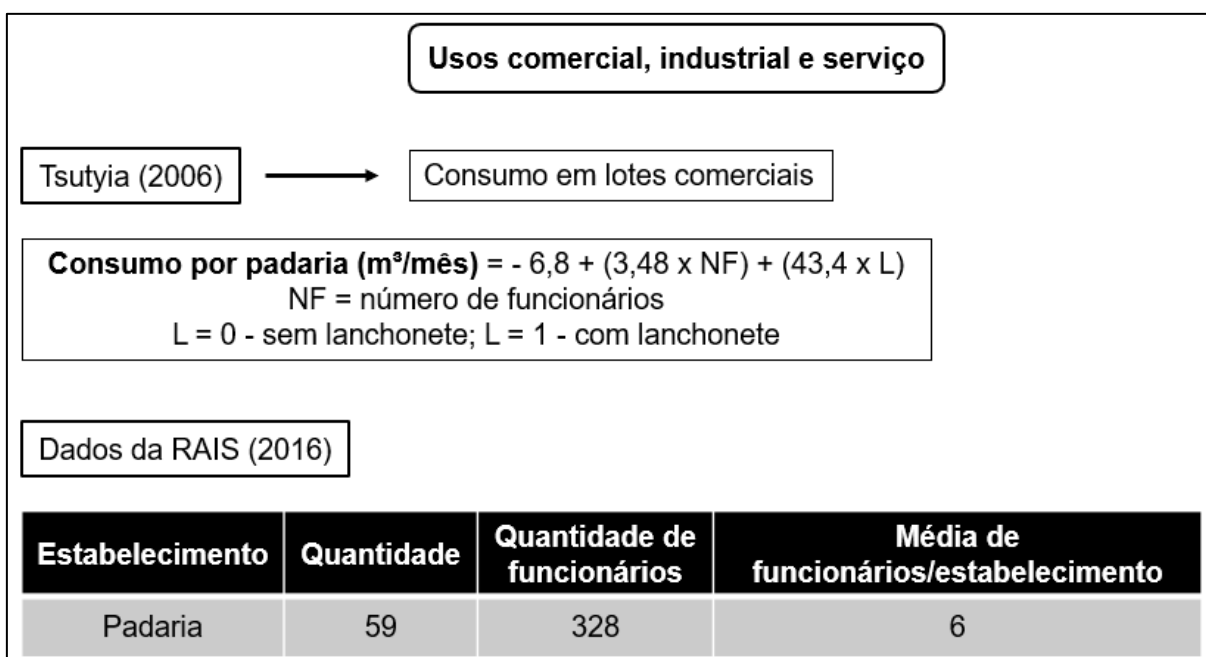 Usos comercial, industrial e serviço
Tsutyia (2006)
Consumo em lotes comerciais
Consumo por padaria (m³/mês) = - 6,8 + (3,48 x NF) + (43,4 x L)
NF = número de funcionários
L = 0 - sem lanchonete; L = 1 - com lanchonete
Dados da RAIS (2016)
Estabelecimento Quantidade Quantidade de funcionários Média de funcionários/estabelecimento
Padaria 59 328 6